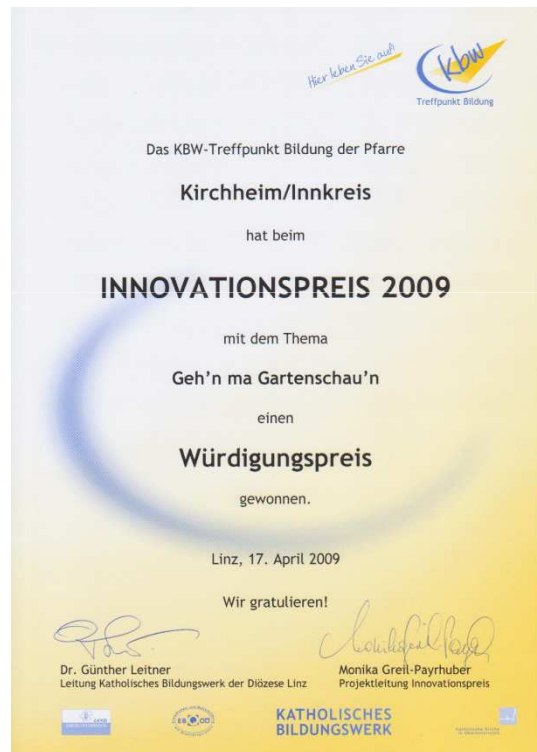 Hier leben Sie auf!
kbw
Treffpunkt Bildung
Das KBW-Treffpunkt Bildung der Pfarre
Kirchheim/Innkreis
hat beim
INNOVATIONSPREIS 2009
mit dem Thema
Geh'n ma Gartenschau'n
einen
Würdigungspreis
gewonnen.
Linz, 17. April 2009
Wir gratulieren!
Dr. Günther Leitner
Leitung Katholisches Bildungswerk der Diözese Linz
Monika Greil-Payrhuber
Projektleitung Innovationspreis
KATHOLISCHES
BILDUNGSWERK